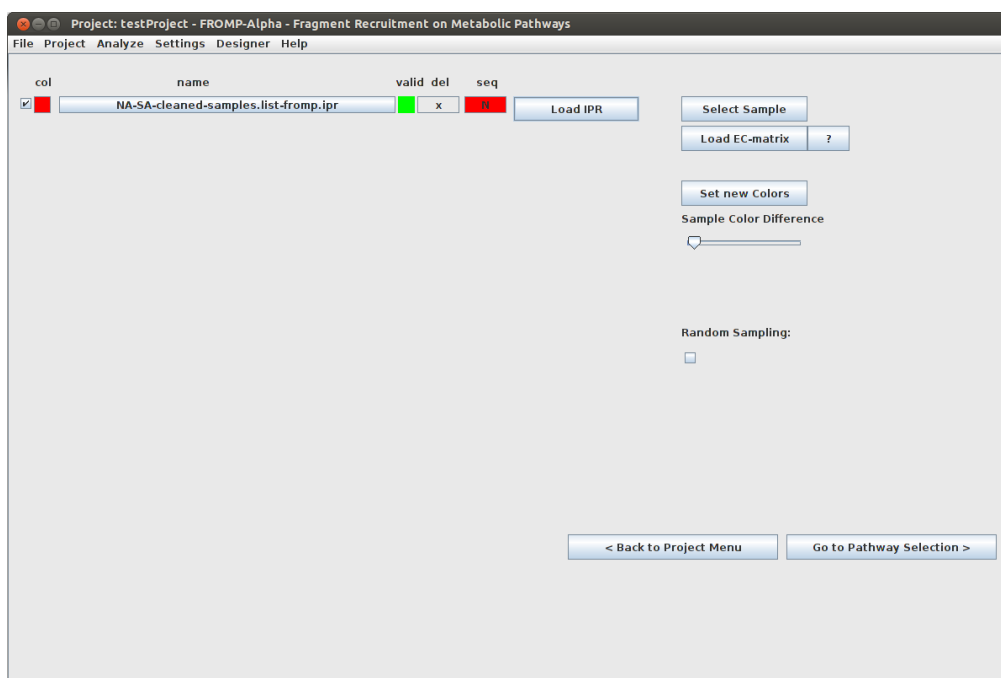 Project: testProject - FROMP-Alpha - Fragment Recruitment on Metabolic Pathways
File Project Analyze Settings Designer Help
col name valid del seq
NA-SA-cleaned-samples.list-fromp.ipr x N Load IPR Select Sample
Load EC-matrix ?
Set new Colors
Sample Color Difference
Random Sampling:
< Back to Project Menu Go to Pathway Selection >